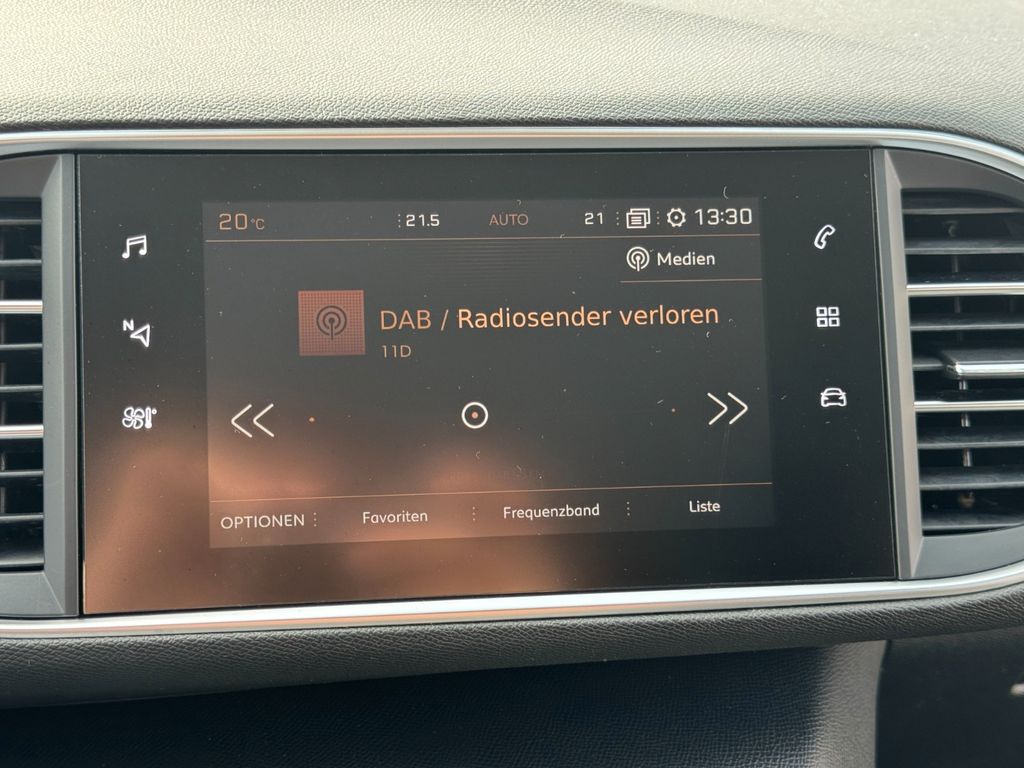 20°C 21.5 AUTO 21 13:30
Medien
DAB / Radiosender verloren
11D
N
OPTIONEN Favoriten Frequenzband Liste